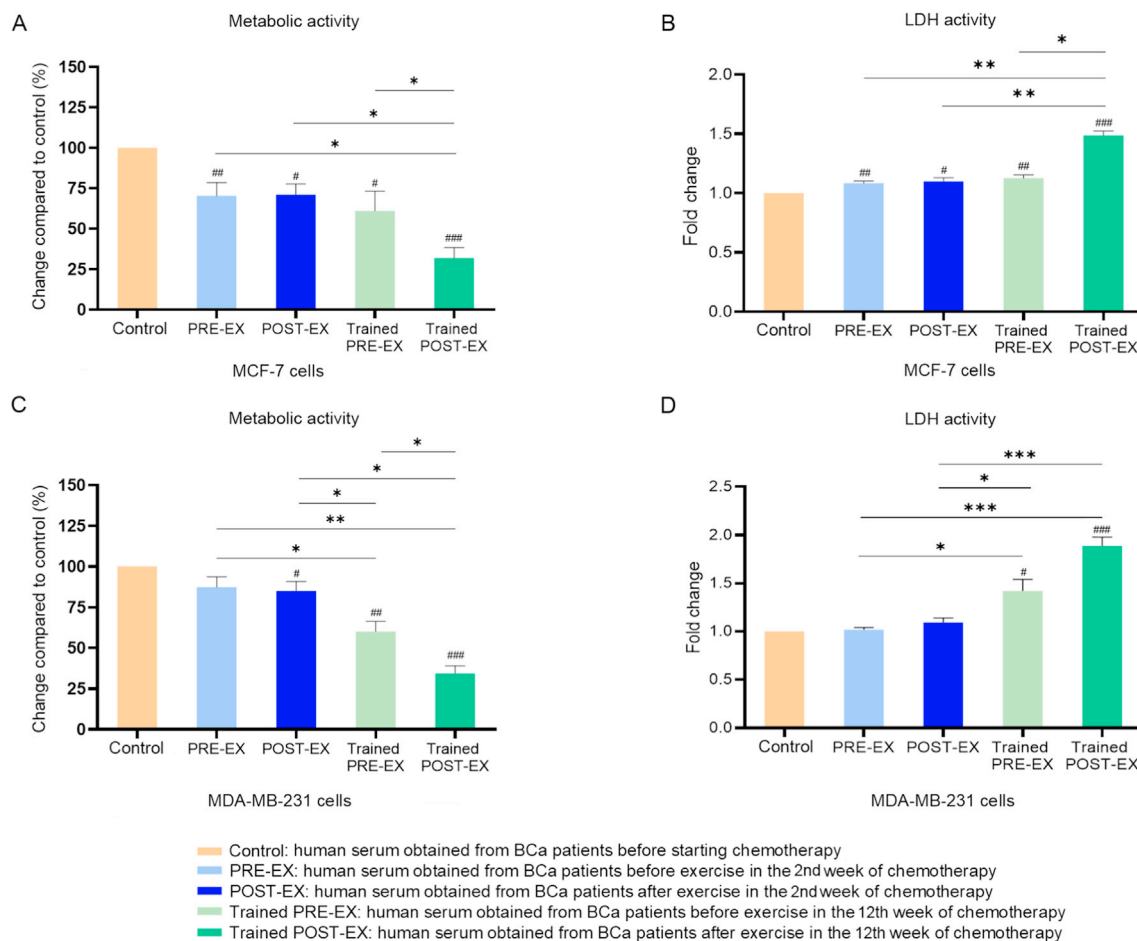 A
Metabolic activity
Change compared to control (%)
150
125
100
75
50
25
0
*
*
*
##
#
#
###
Control
PRE-EX
POST-EX
Trained
PRE-EX
Trained
POST-EX
MCF-7 cells
B
LDH activity
Fold change
2.0
1.5
1.0
0.5
0.0
*
**
**
##
#
##
###
Control
PRE-EX
POST-EX
Trained
PRE-EX
Trained
POST-EX
MCF-7 cells
C
Metabolic activity
Change compared to control (%)
150
125
100
75
50
25
0
*
*
*
**
*
#
##
###
Control
PRE-EX
POST-EX
Trained
PRE-EX
Trained
POST-EX
MDA-MB-231 cells
D
LDH activity
Fold change
2.5
2.0
1.5
1.0
0.5
0.0
***
*
***
*
#
###
Control
PRE-EX
POST-EX
Trained
PRE-EX
Trained
POST-EX
MDA-MB-231 cells
Control: human serum obtained from BCa patients before starting chemotherapy
PRE-EX: human serum obtained from BCa patients before exercise in the 2nd week of chemotherapy
POST-EX: human serum obtained from BCa patients after exercise in the 2nd week of chemotherapy
Trained PRE-EX: human serum obtained from BCa patients before exercise in the 12th week of chemotherapy
Trained POST-EX: human serum obtained from BCa patients after exercise in the 12th week of chemotherapy